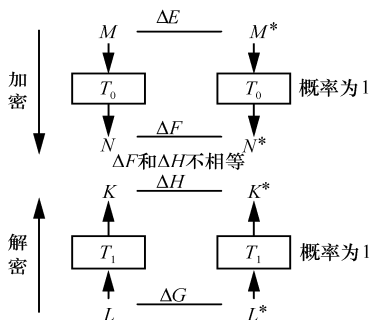 M ΔE M*
加密
T₀ T₀ 概率为1
N ΔF N*
ΔF和ΔH不相等
K ΔH K*
解密
T₁ T₁ 概率为1
L ΔG L*